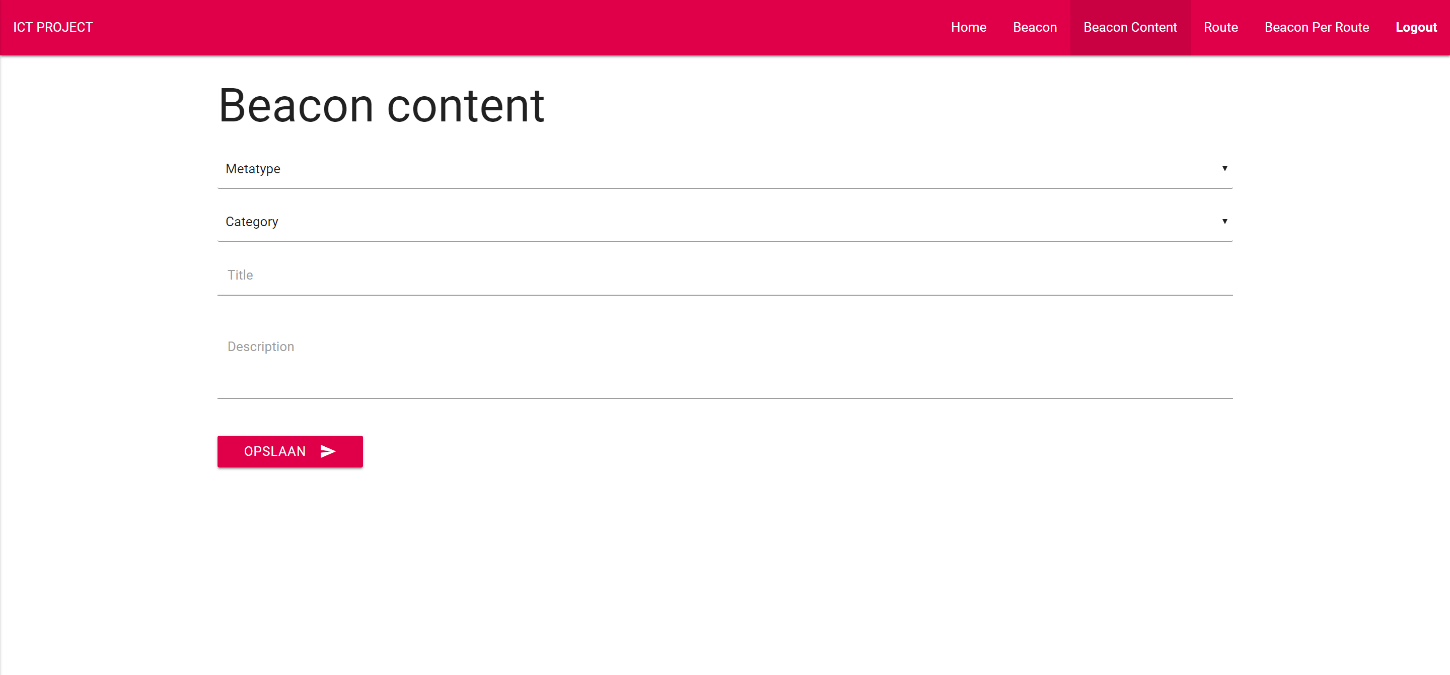 ICT PROJECT
Home Beacon Beacon Content Route Beacon Per Route Logout
Beacon content
Metatype
Category
Title
Description
OPSLAAN